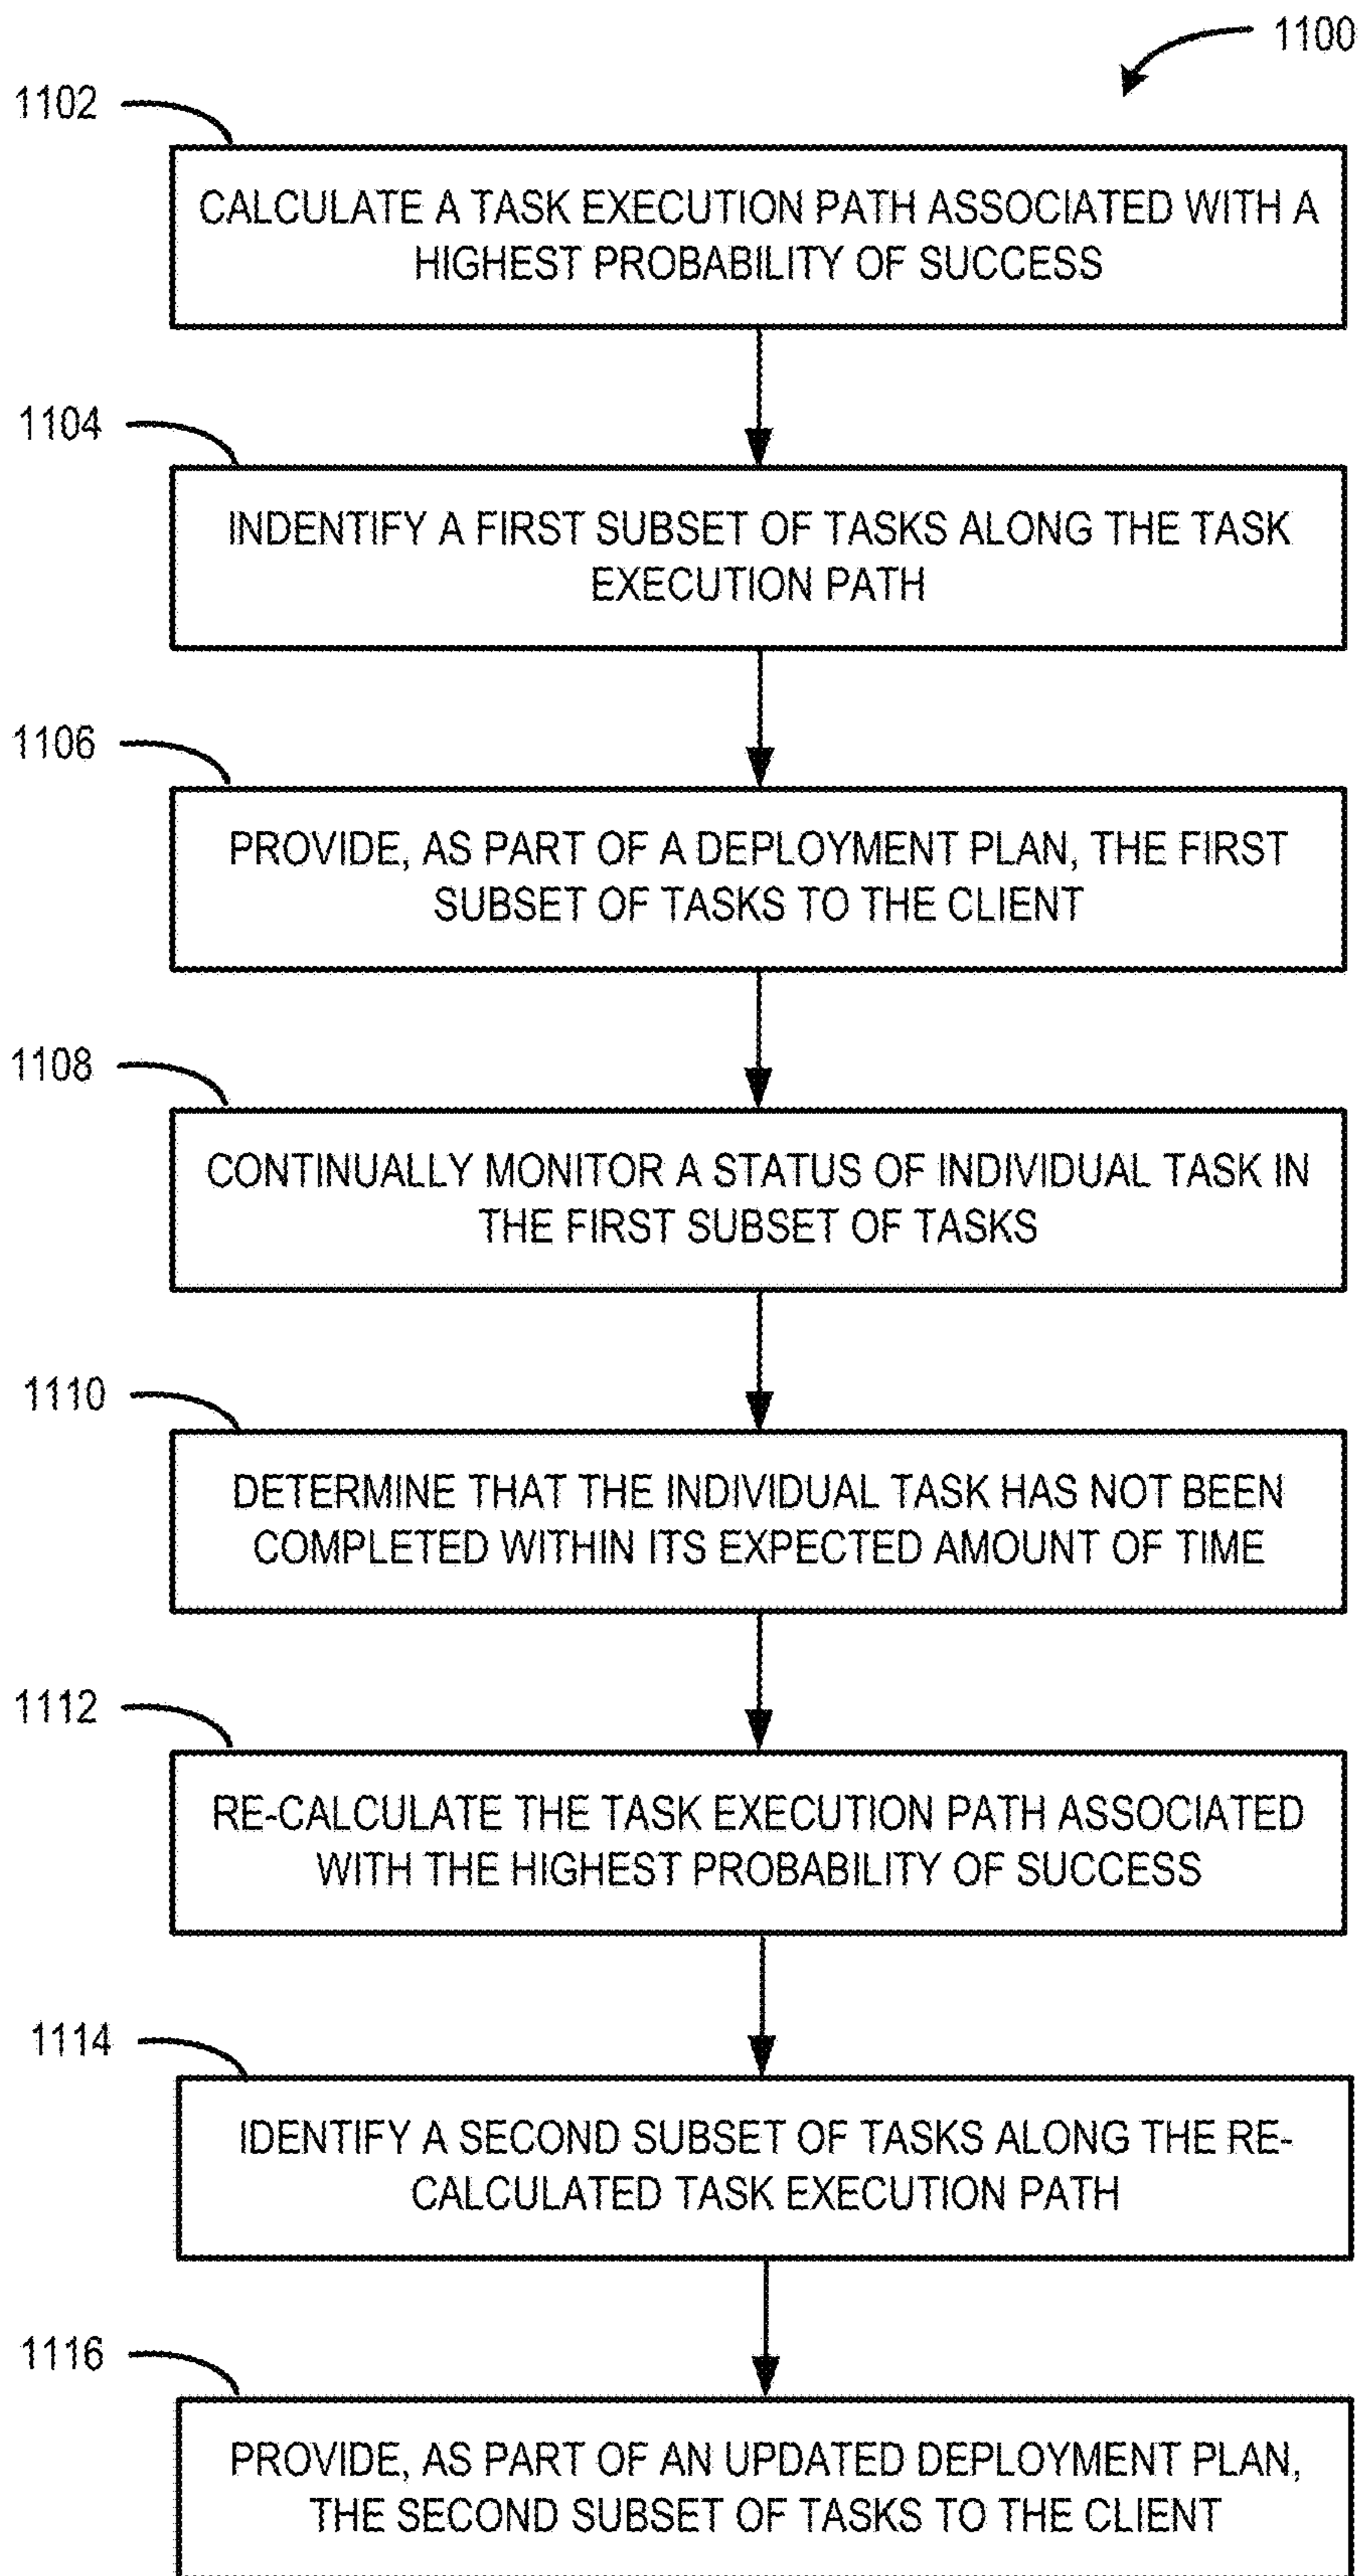 1100
1102
CALCULATE A TASK EXECUTION PATH ASSOCIATED WITH A
HIGHEST PROBABILITY OF SUCCESS
1104
INDENTIFY A FIRST SUBSET OF TASKS ALONG THE TASK
EXECUTION PATH
1106
PROVIDE, AS PART OF A DEPLOYMENT PLAN, THE FIRST
SUBSET OF TASKS TO THE CLIENT
1108
CONTINUALLY MONITOR A STATUS OF INDIVIDUAL TASK IN
THE FIRST SUBSET OF TASKS
1110
DETERMINE THAT THE INDIVIDUAL TASK HAS NOT BEEN
COMPLETED WITHIN ITS EXPECTED AMOUNT OF TIME
1112
RE-CALCULATE THE TASK EXECUTION PATH ASSOCIATED
WITH THE HIGHEST PROBABILITY OF SUCCESS
1114
IDENTIFY A SECOND SUBSET OF TASKS ALONG THE RE-
CALCULATED TASK EXECUTION PATH
1116
PROVIDE, AS PART OF AN UPDATED DEPLOYMENT PLAN,
THE SECOND SUBSET OF TASKS TO THE CLIENT